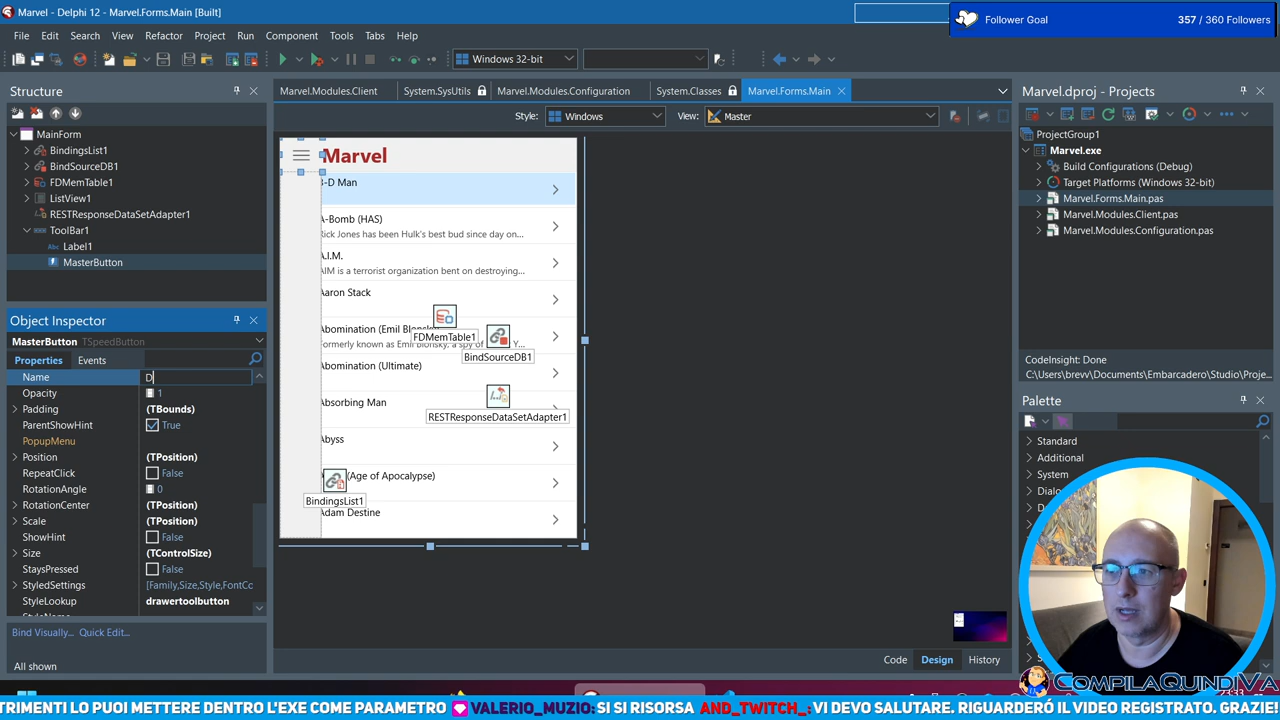 Marvel - Delphi 12 - Marvel.Forms.Main [Built]
Follower Goal
357 / 360 Followers
File Edit Search View Refactor Project Run Component Tools Tabs Help
Windows 32-bit
Structure
Marvel.Modules.Client System.SysUtils Marvel.Modules.Configuration System.Classes Marvel.Forms.Main
Marvel.dproj - Projects
Style: Windows View: Master
MainForm
BindingsList1
BindSourceDB1
FDMemTable1
ListView1
RESTResponseDataSetAdapter1
ToolBar1
Label1
MasterButton
ProjectGroup1
Marvel.exe
Build Configurations (Debug)
Target Platforms (Windows 32-bit)
Marvel.Forms.Main.pas
Marvel.Modules.Client.pas
Marvel.Modules.Configuration.pas
Marvel
3-D Man
A-Bomb (HAS)
Rick Jones has been Hulk's best bud since day on...
A.I.M.
AIM is a terrorist organization bent on destroying...
Aaron Stack
Abomination (Emil Blonsky)
Formerly known as Emil Blonsky, a spy of
Abomination (Ultimate)
Absorbing Man
Abyss
(Age of Apocalypse)
Adam Destine
FDMemTable1
BindSourceDB1
RESTResponseDataSetAdapter1
BindingsList1
Object Inspector
MasterButton TSpeedButton
Properties Events
Name D
Opacity 1
Padding (TBounds)
ParentShowHint True
PopupMenu
Position (TPosition)
RepeatClick False
RotationAngle 0
RotationCenter (TPosition)
Scale (TPosition)
ShowHint False
Size (TControlSize)
StaysPressed False
StyledSettings [Family,Size,Style,FontCc
StyleLookup drawertoolbutton
Bind Visually... Quick Edit...
All shown
Code Design History
CodeInsight: Done
C:\Users\brevv\Documents\Embarcadero\Studio\Proje...
Palette
Standard
Additional
System
COMPILAQUINDIVA
23:33
TRIMENTI LO PUOI METTERE DENTRO L'EXE COME PARAMETRO VALERIO_MUZIO: SI SI RISORSA AND_TWITCH_: VI DEVO SALUTARE. RIGUARDERÓ IL VIDEO REGISTRATO. GRAZIE!